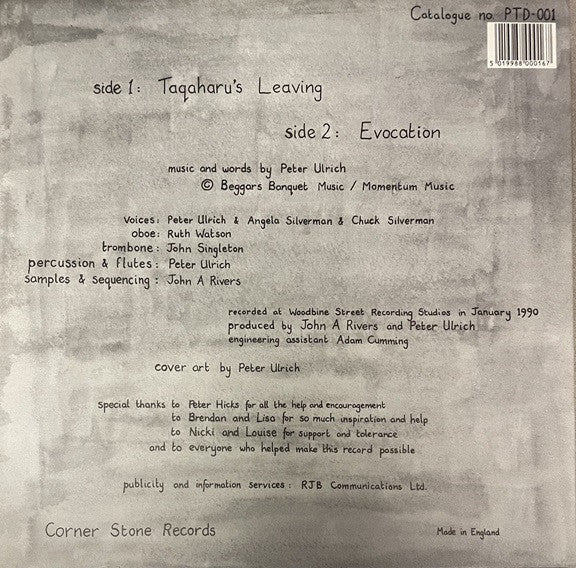 Catalogue no. PTD-001
5 019988 000167
side 1: Taqaharu's Leaving
side 2: Evocation
music and words by Peter Ulrich
© Beggars Banquet Music / Momentum Music
voices: Peter Ulrich & Angela Silverman & Chuck Silverman
oboe: Ruth Watson
trombone: John Singleton
percussion & flutes: Peter Ulrich
samples & sequencing: John A Rivers
recorded at Woodbine Street Recording Studios in January 1990
produced by John A Rivers and Peter Ulrich
engineering assistant Adam Cumming
cover art by Peter Ulrich
special thanks to Peter Hicks for all the help and encouragement
to Brendan and Lisa for so much inspiration and help
to Nicki and Louise for support and tolerance
and to everyone who helped make this record possible
publicity and information services: RJB Communications Ltd.
Corner Stone Records
Made in England